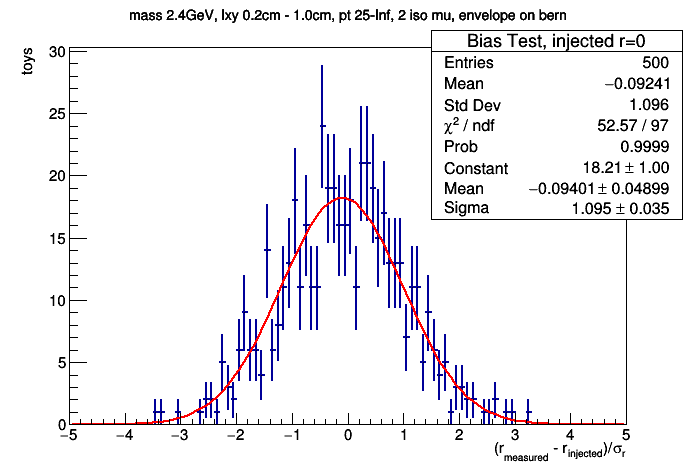 mass 2.4GeV, lxy 0.2cm - 1.0cm, pt 25-Inf, 2 iso mu, envelope on bern
Bias Test, injected r=0
Entries 500
Mean −0.09241
Std Dev 1.096
χ² / ndf 52.57 / 97
Prob 0.9999
Constant 18.21 ± 1.00
Mean −0.09401 ± 0.04899
Sigma 1.095 ± 0.035
toys
30
25
20
15
10
5
0
−5 −4 −3 −2 −1 0 1 2 3 4 5
(r_measured - r_injected)/σ_r